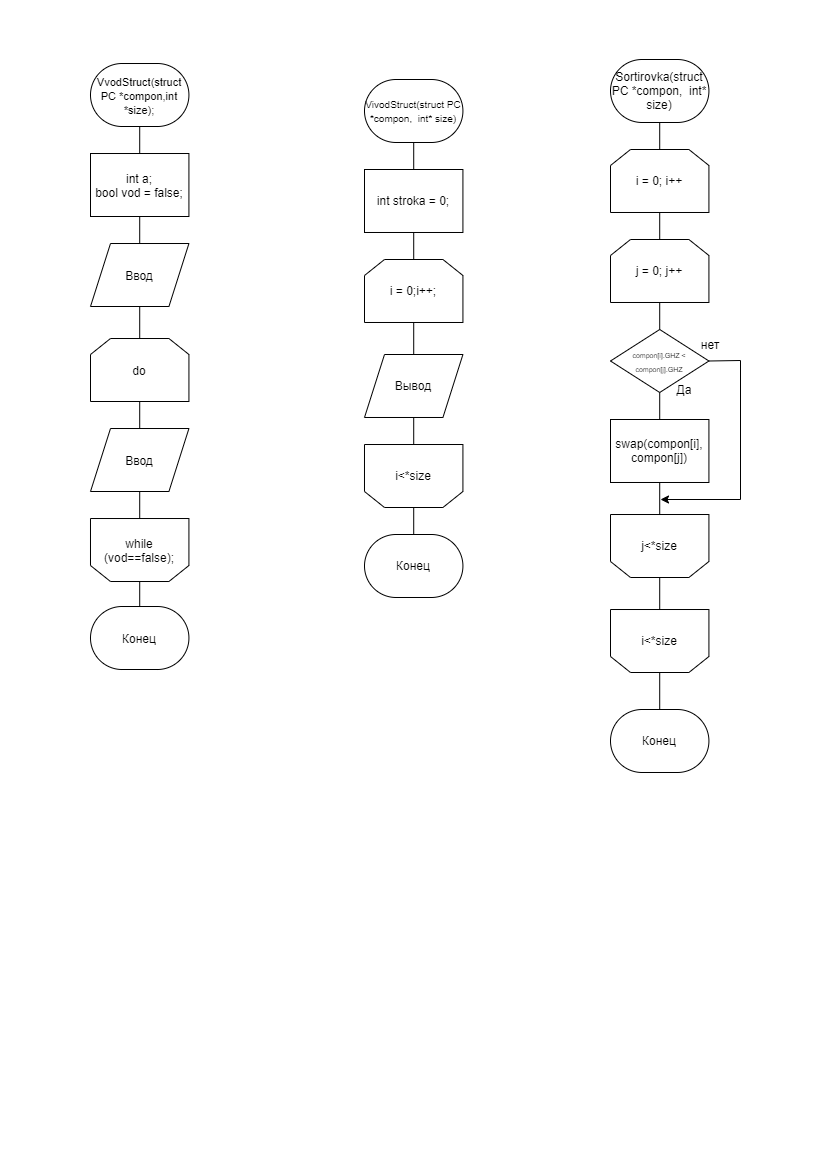 VvodStruct(struct
PC *compon,int
*size);
int a;
bool vod = false;
Ввод
do
Ввод
while
(vod==false);
Конец
VivodStruct(struct PC
*compon, int* size)
int stroka = 0;
i = 0;i++;
Вывод
i<*size
Конец
Sortirovka(struct
PC *compon, int*
size)
i = 0; i++
j = 0; j++
compon[i].GHZ <
compon[j].GHZ
нет
Да
swap(compon[i],
compon[j])
j<*size
i<*size
Конец